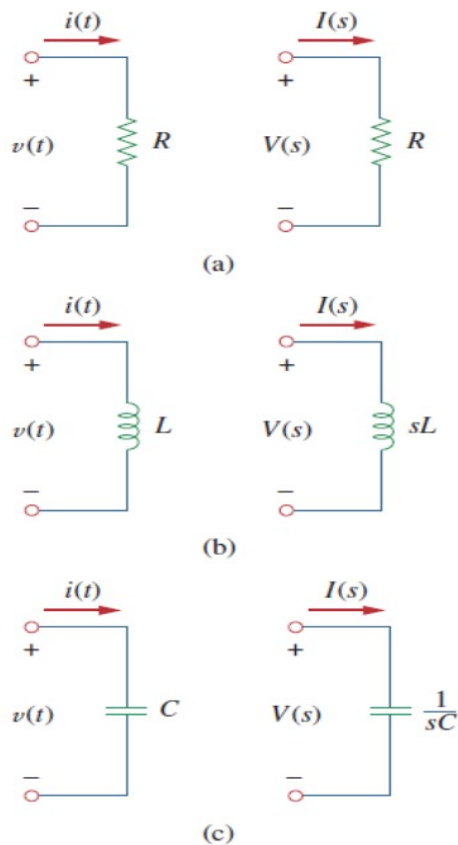 i(t) I(s)
+ +
v(t) R V(s) R
− −
(a)
i(t) I(s)
+ +
v(t) L V(s) sL
− −
(b)
i(t) I(s)
+ +
v(t) C V(s) 1/sC
− −
(c)